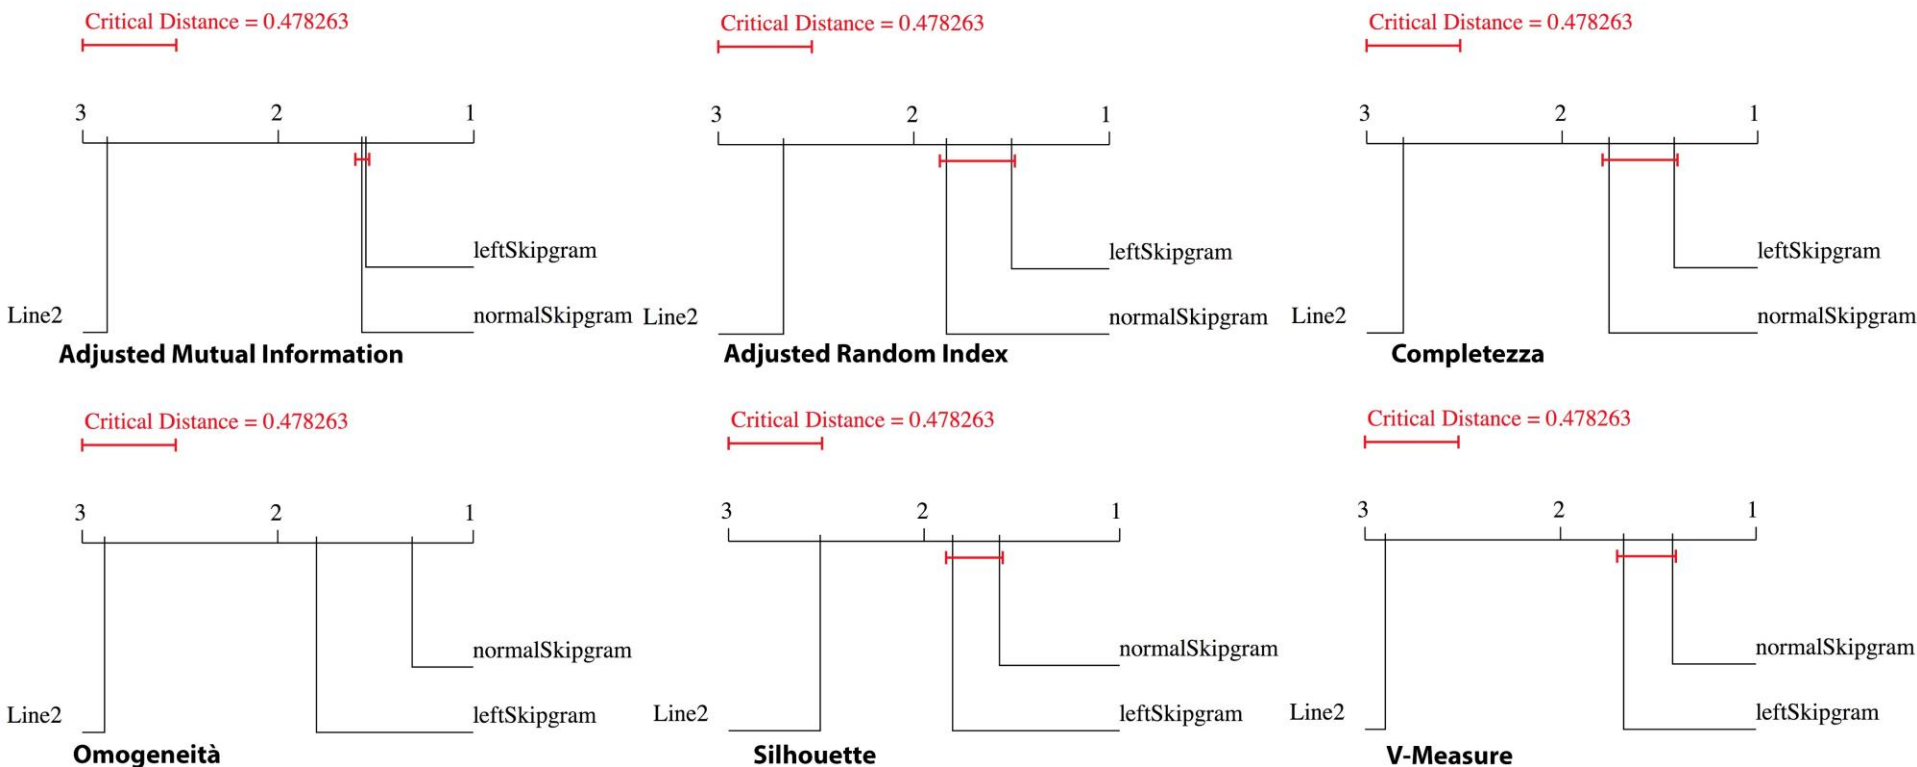 Critical Distance = 0.478263
3 2 1
leftSkipgram
Line2 normalSkipgram
Adjusted Mutual Information
Critical Distance = 0.478263
3 2 1
leftSkipgram
Line2 normalSkipgram
Adjusted Random Index
Critical Distance = 0.478263
3 2 1
leftSkipgram
Line2 normalSkipgram
Completezza
Critical Distance = 0.478263
3 2 1
normalSkipgram
Line2 leftSkipgram
Omogeneità
Critical Distance = 0.478263
3 2 1
normalSkipgram
Line2 leftSkipgram
Silhouette
Critical Distance = 0.478263
3 2 1
normalSkipgram
Line2 leftSkipgram
V-Measure